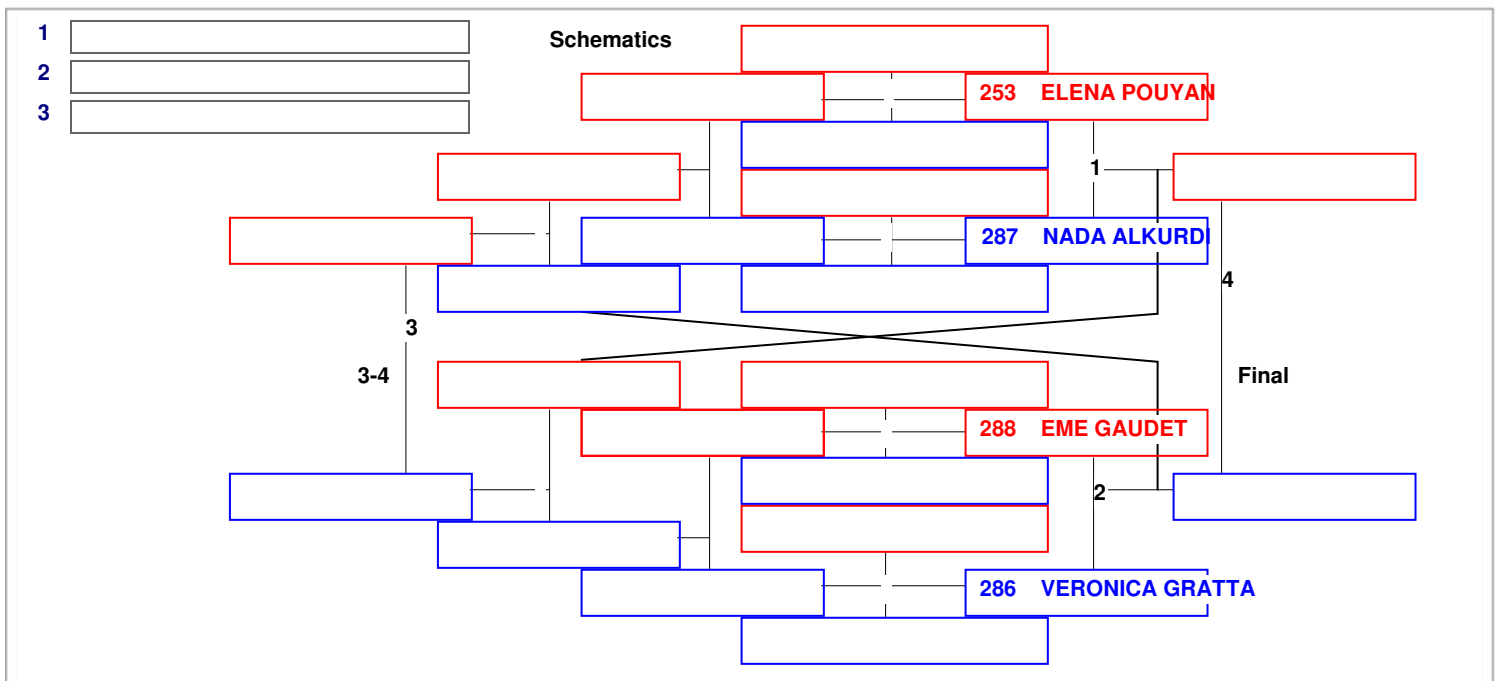 1
Schematics
2
253 ELENA POUYAN
3
1
287 NADA ALKURDI
4
3
3-4
Final
288 EME GAUDET
2
286 VERONICA GRATTA